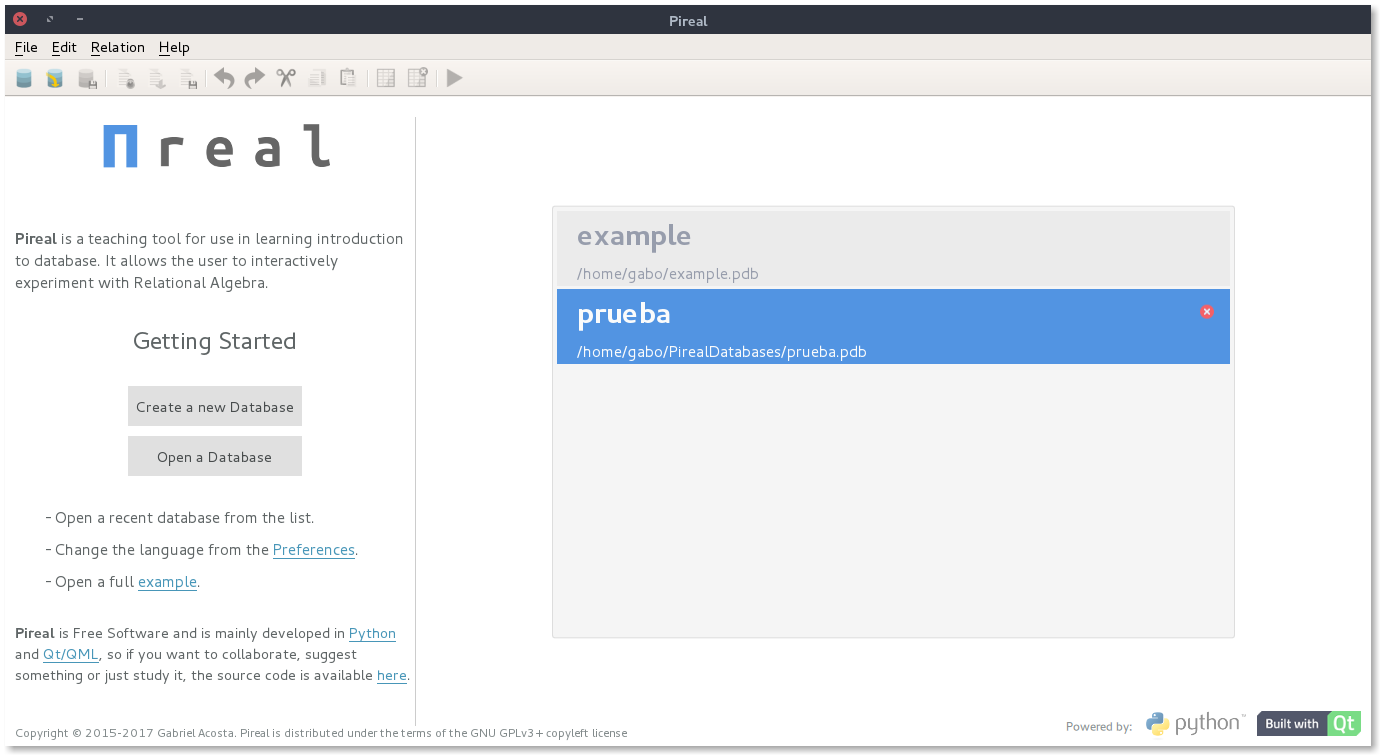 Pireal
File Edit Relation Help
Πreal
Pireal is a teaching tool for use in learning introduction
to database. It allows the user to interactively
experiment with Relational Algebra.
Getting Started
Create a new Database
Open a Database
- Open a recent database from the list.
- Change the language from the Preferences.
- Open a full example.
Pireal is Free Software and is mainly developed in Python
and Qt/QML, so if you want to collaborate, suggest
something or just study it, the source code is available here.
example
/home/gabo/example.pdb
prueba
/home/gabo/PirealDatabases/prueba.pdb
Copyright © 2015-2017 Gabriel Acosta. Pireal is distributed under the terms of the GNU GPLv3+ copyleft license
Powered by: python™ Built with Qt